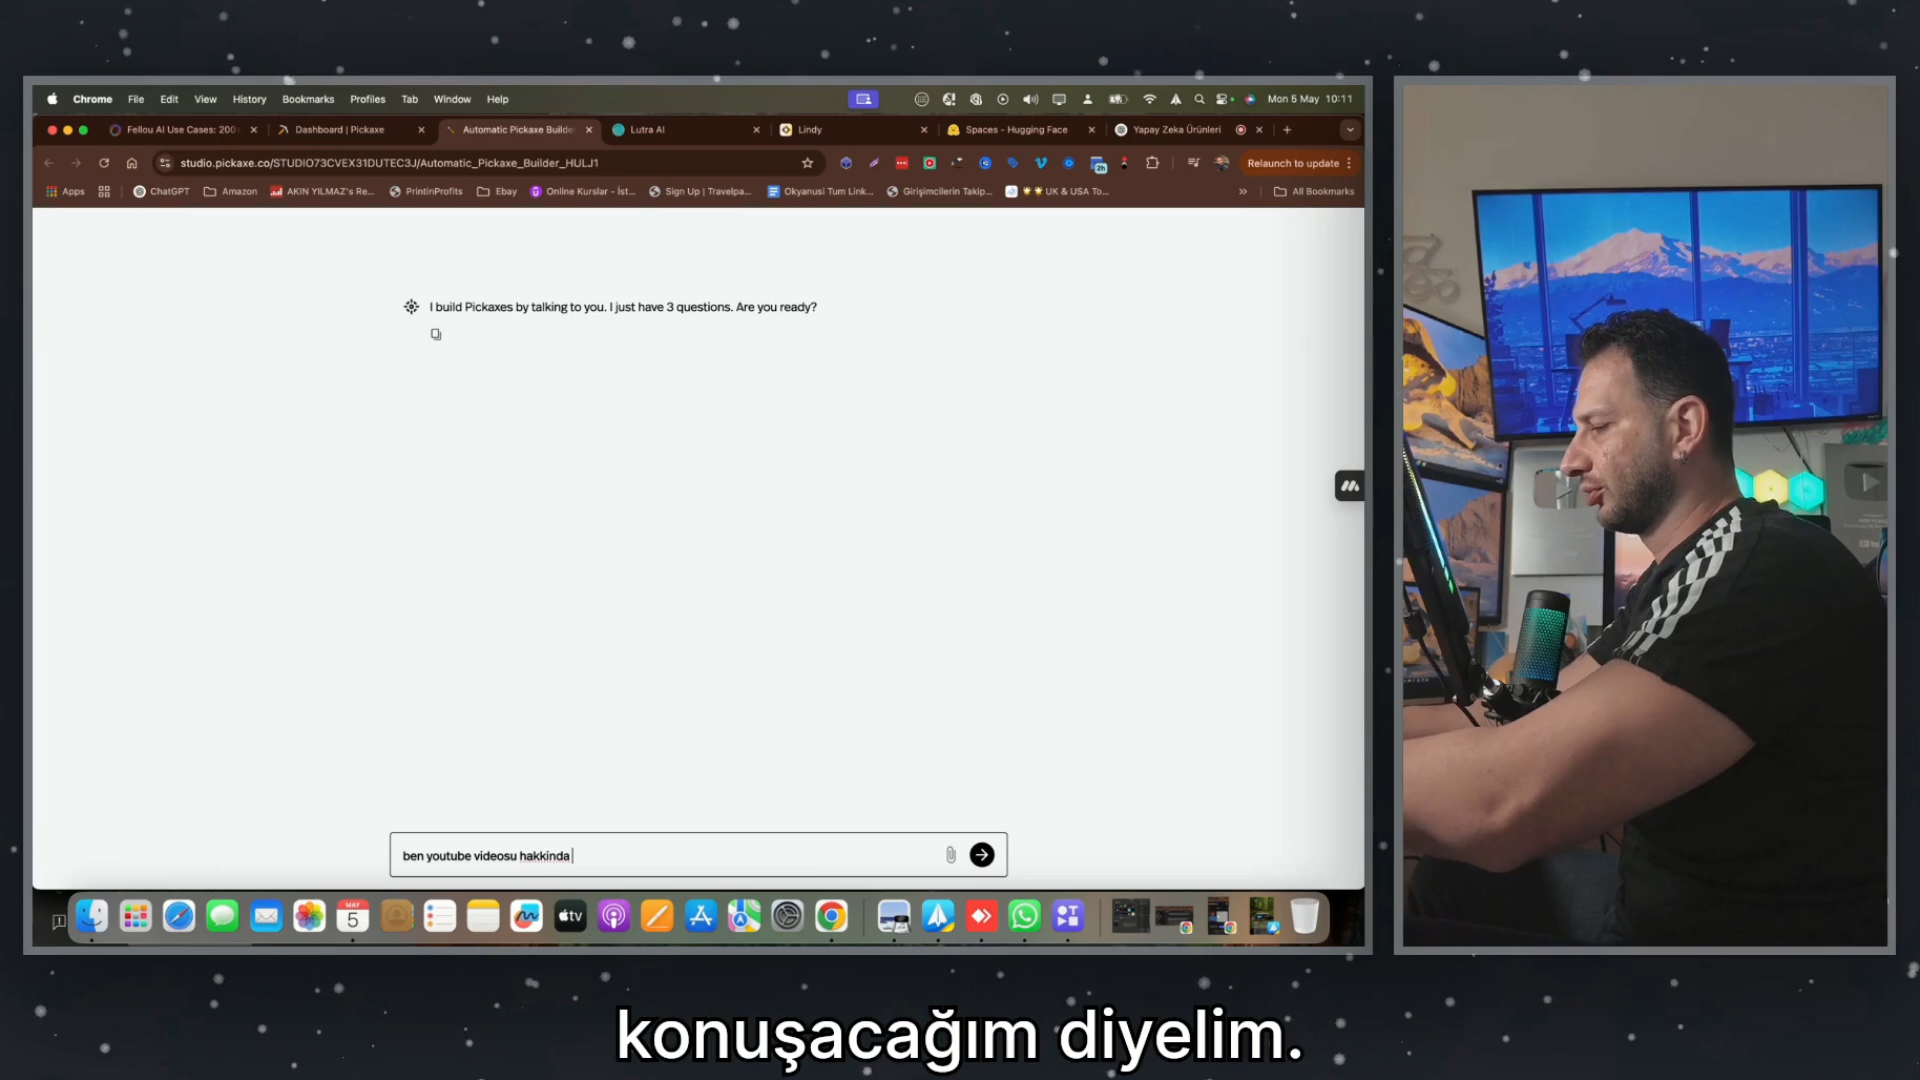 Chrome File Edit View History Bookmarks Profiles Tab Window Help
Mon 5 May 10:11
Fellou AI Use Cases: 200
Dashboard | Pickaxe
Automatic Pickaxe Builde
Lutra AI
Lindy
Spaces - Hugging Face
Yapay Zeka Ürünleri
studio.pickaxe.co/STUDIO73CVEX31DUTEC3J/Automatic_Pickaxe_Builder_HULJ1
2h
Relaunch to update
Apps
ChatGPT
Amazon
AKIN YILMAZ's Re...
PrintinProfits
Ebay
Online Kurslar - İst...
Sign Up | Travelpa...
Okyanusi Tum Link...
Girişimcilerin Takip...
UK & USA To...
All Bookmarks
I build Pickaxes by talking to you. I just have 3 questions. Are you ready?
ben youtube videosu hakkinda
MAY
5
tv
konuşacağım diyelim.